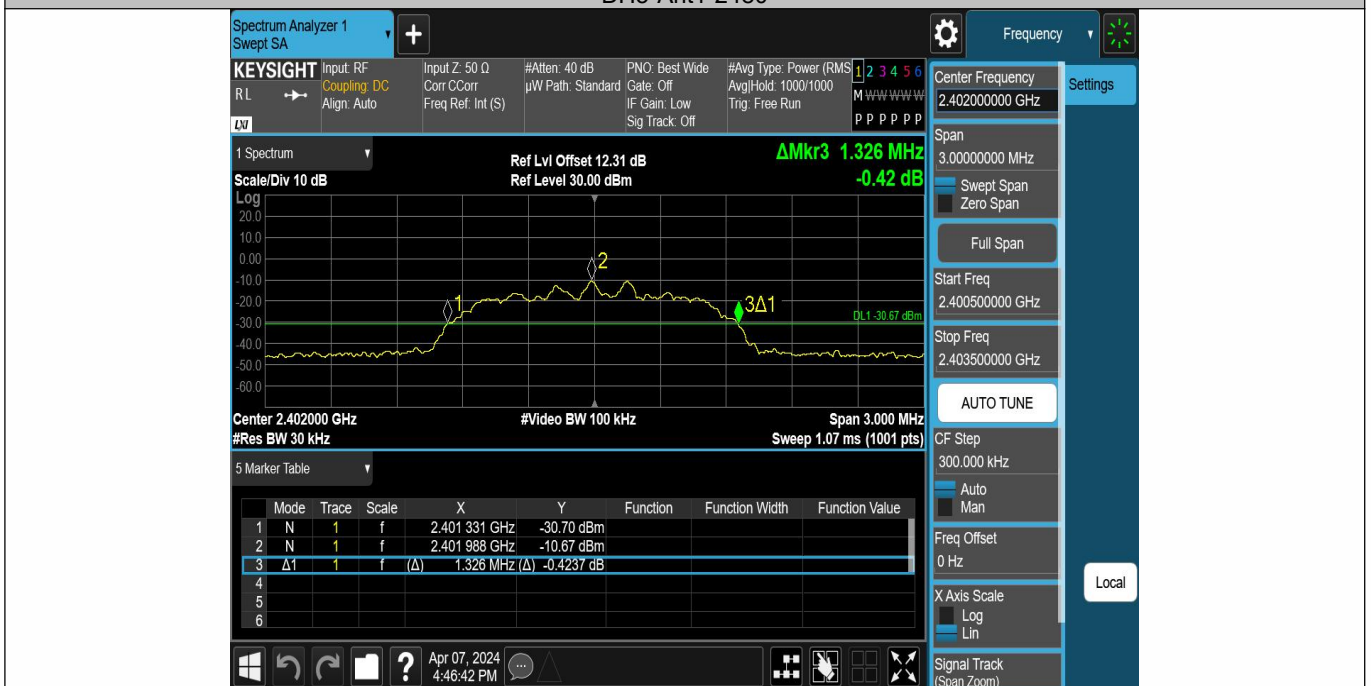 Spectrum Analyzer 1
Swept SA
+
Frequency
KEYSIGHT
RL
LXI
Input: RF
Coupling: DC
Align: Auto
Input Z: 50 Ω
Corr CCorr
Freq Ref: Int (S)
#Atten: 40 dB
µW Path: Standard
PNO: Best Wide
Gate: Off
IF Gain: Low
Sig Track: Off
#Avg Type: Power (RMS
Avg|Hold: 1000/1000
Trig: Free Run
1 2 3 4 5 6
M W W W W W
P P P P P P
1 Spectrum
Scale/Div 10 dB
Ref Lvl Offset 12.31 dB
Ref Level 30.00 dBm
ΔMkr3 1.326 MHz
-0.42 dB
Log
20.0
10.0
0.00
-10.0
-20.0
-30.0
-40.0
-50.0
-60.0
1
2
3Δ1
DL1 -30.67 dBm
Center 2.402000 GHz
#Video BW 100 kHz
Span 3.000 MHz
#Res BW 30 kHz
Sweep 1.07 ms (1001 pts)
5 Marker Table
Mode Trace Scale X Y Function Function Width Function Value
1 N 1 f 2.401 331 GHz -30.70 dBm
2 N 1 f 2.401 988 GHz -10.67 dBm
3 Δ1 1 f (Δ) 1.326 MHz (Δ) -0.4237 dB
4
5
6
Apr 07, 2024
4:46:42 PM
Center Frequency
2.402000000 GHz
Settings
Span
3.00000000 MHz
Swept Span
Zero Span
Full Span
Start Freq
2.400500000 GHz
Stop Freq
2.403500000 GHz
AUTO TUNE
CF Step
300.000 kHz
Auto
Man
Freq Offset
0 Hz
X Axis Scale
Log
Lin
Local
Signal Track
(Span Zoom)